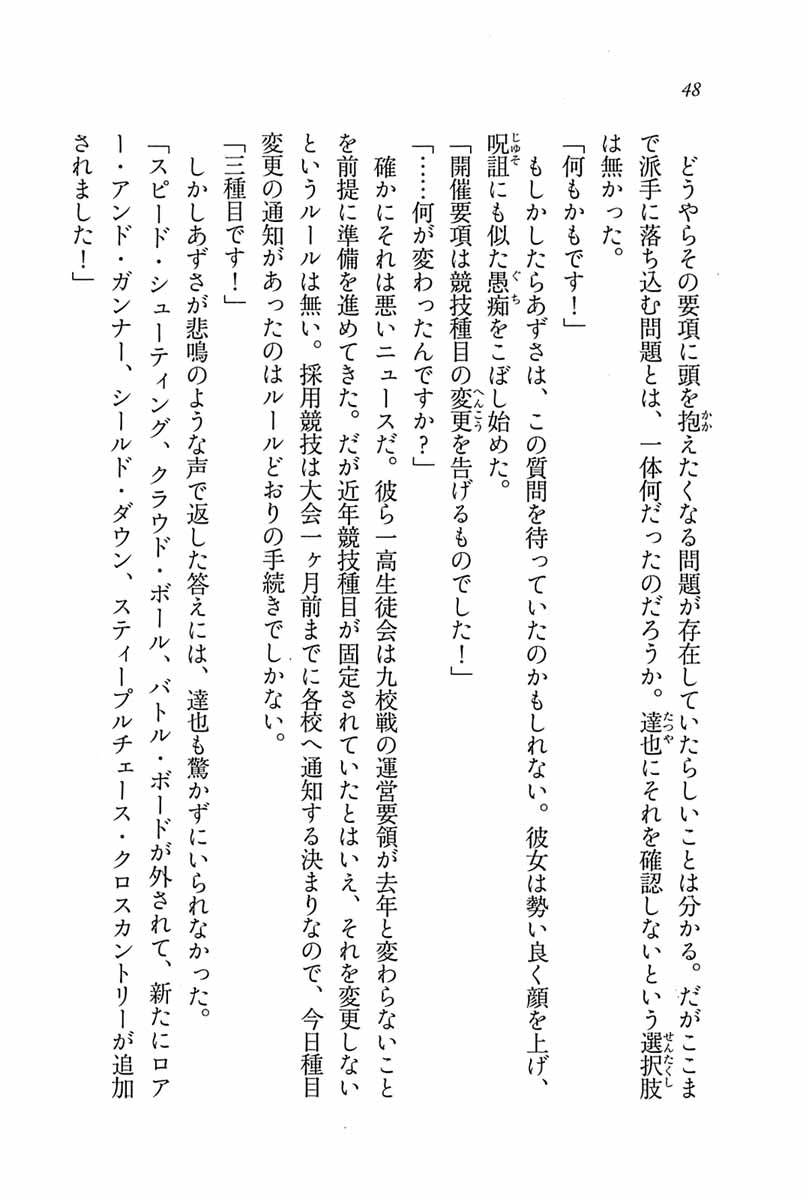 48
どうやらその要項に頭を抱えたくなる問題が存在していたらしいことは分かる。だがここま
で派手に落ち込む問題とは、一体何だったのだろうか。達也にそれを確認しないという選択肢
は無かった。
「何もかもです！」
もしかしたらあずさは、この質問を待っていたのかもしれない。彼女は勢い良く顔を上げ、
呪詛にも似た愚痴をこぼし始めた。
「開催要項は競技種目の変更を告げるものでした！」
「……何が変わったんですか？」
確かにそれは悪いニュースだ。彼ら一高生徒会は九校戦の運営要領が去年と変わらないこと
を前提に準備を進めてきた。だが近年競技種目が固定されていたとはいえ、それを変更しない
というルールは無い。採用競技は大会一ヶ月前までに各校へ通知する決まりなので、今日種目
変更の通知があったのはルールどおりの手続きでしかない。
「三種目です！」
しかしあずさが悲鳴のような声で返した答えには、達也も驚かずにいられなかった。
「スピード・シューティング、クラウド・ボール、バトル・ボードが外されて、新たにロア
ー・アンド・ガンナー、シールド・ダウン、スティープルチェース・クロスカントリーが追加
されました！」